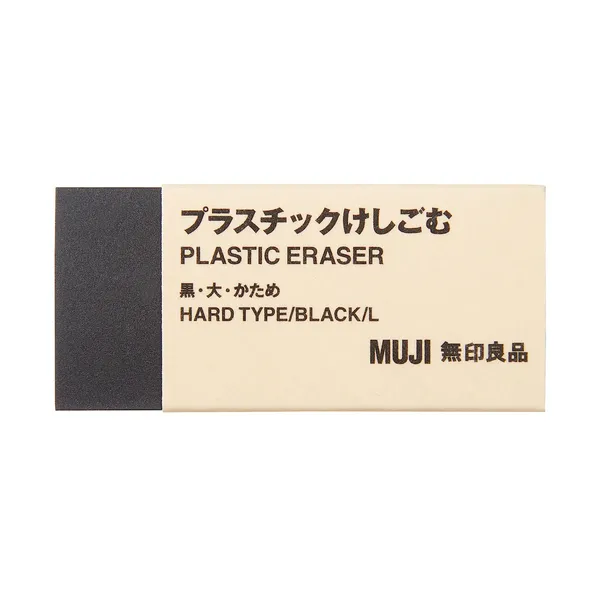 プラスチックけしごむ
PLASTIC ERASER
黒・大・かため
HARD TYPE/BLACK/L
MUJI 無印良品